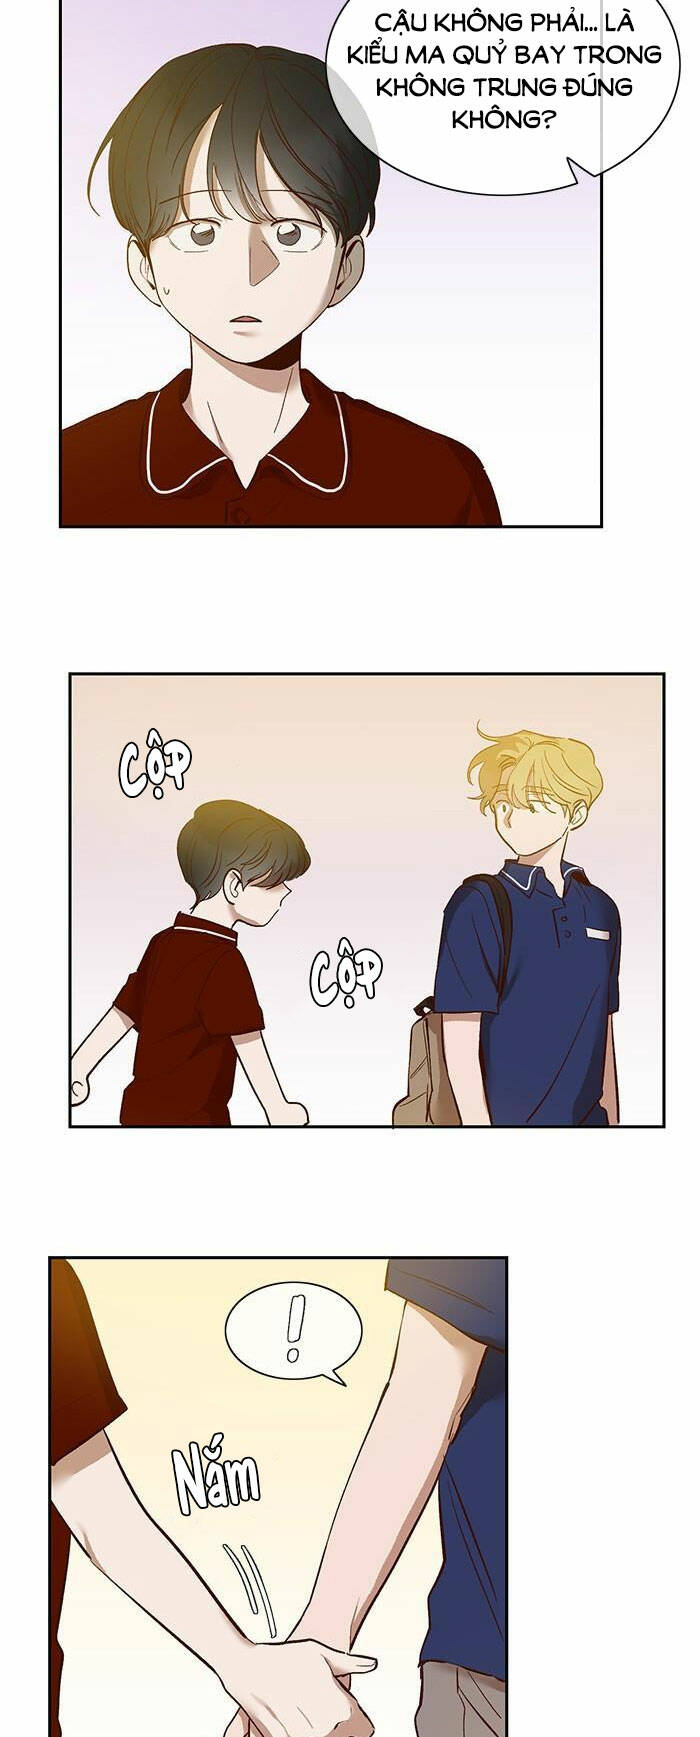 CẬU KHÔNG PHẢI... LÀ
KIỂU MA QUỶ BAY TRONG
KHÔNG TRUNG ĐÚNG
KHÔNG?
CỘP
CỘP
!
NẮM